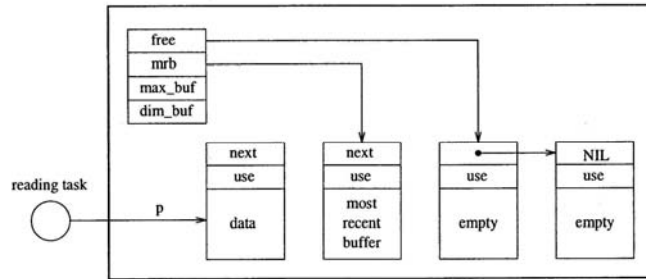 free
mrb
max_buf
dim_buf
next
next
NIL
use
use
use
use
reading task
p
data
most
recent
buffer
empty
empty